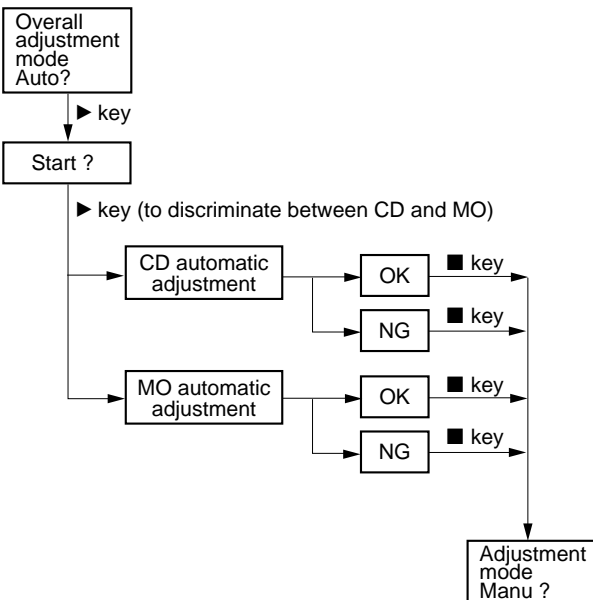 Overall
adjustment
mode
Auto?
▶ key
Start ?
▶ key (to discriminate between CD and MO)
CD automatic
adjustment
OK
■ key
NG
■ key
MO automatic
adjustment
OK
■ key
NG
■ key
Adjustment
mode
Manu ?